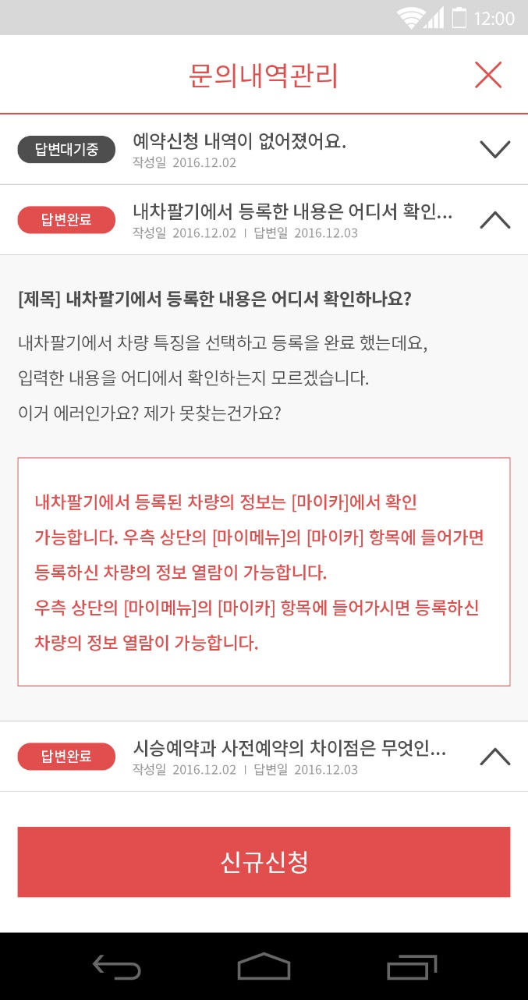 12:00
문의내역관리
답변대기중
예약신청 내역이 없어졌어요.
작성일 2016.12.02
답변완료
내차팔기에서 등록한 내용은 어디서 확인...
작성일 2016.12.02 | 답변일 2016.12.03
[제목] 내차팔기에서 등록한 내용은 어디서 확인하나요?
내차팔기에서 차량 특징을 선택하고 등록을 완료 했는데요,
입력한 내용을 어디에서 확인하는지 모르겠습니다.
이거 에러인가요? 제가 못찾는건가요?
내차팔기에서 등록된 차량의 정보는 [마이카]에서 확인
가능합니다. 우측 상단의 [마이메뉴]의 [마이카] 항목에 들어가면
등록하신 차량의 정보 열람이 가능합니다.
우측 상단의 [마이메뉴]의 [마이카] 항목에 들어가시면 등록하신
차량의 정보 열람이 가능합니다.
답변완료
시승예약과 사전예약의 차이점은 무엇인...
작성일 2016.12.02 | 답변일 2016.12.03
신규신청